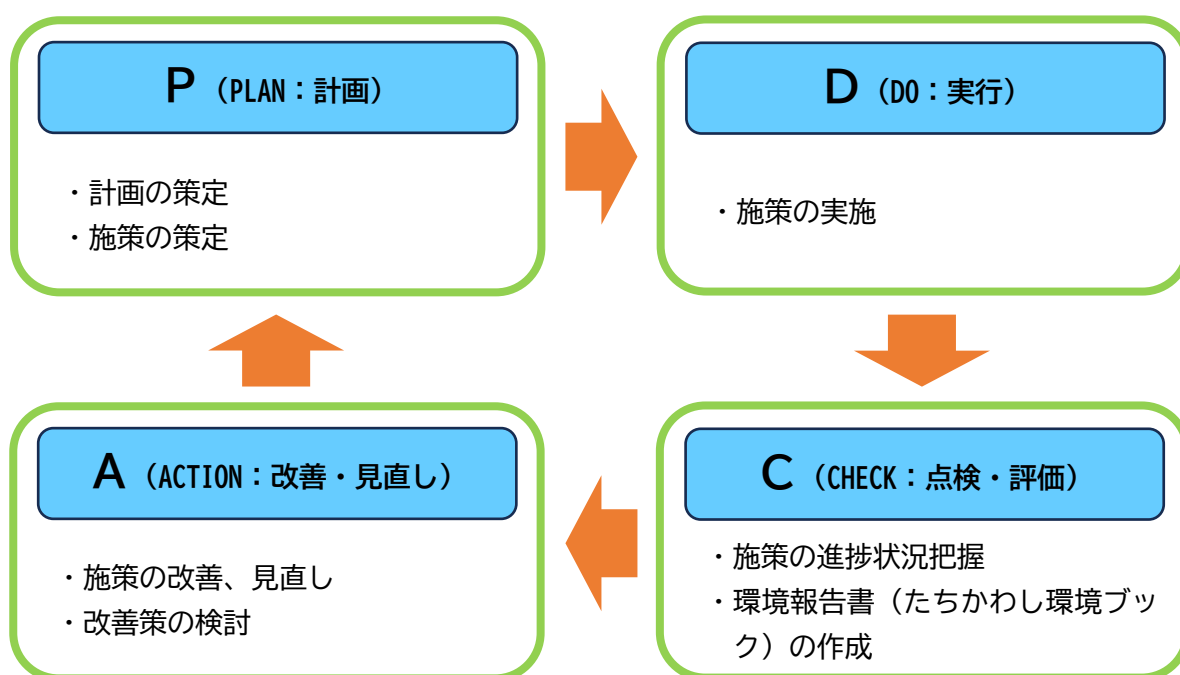 P（PLAN：計画）
・計画の策定
・施策の策定
D（DO：実行）
・施策の実施
A（ACTION：改善・見直し）
・施策の改善、見直し
・改善策の検討
C（CHECK：点検・評価）
・施策の進捗状況把握
・環境報告書（たちかわし環境ブッ
ク）の作成